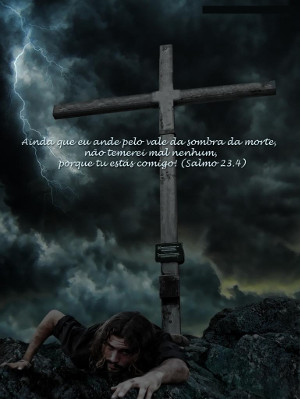 Ainda que eu ande pelo vale da sombra da morte,
não temerei mal nenhum,
porque tu estás comigo! (Salmo 23.4)